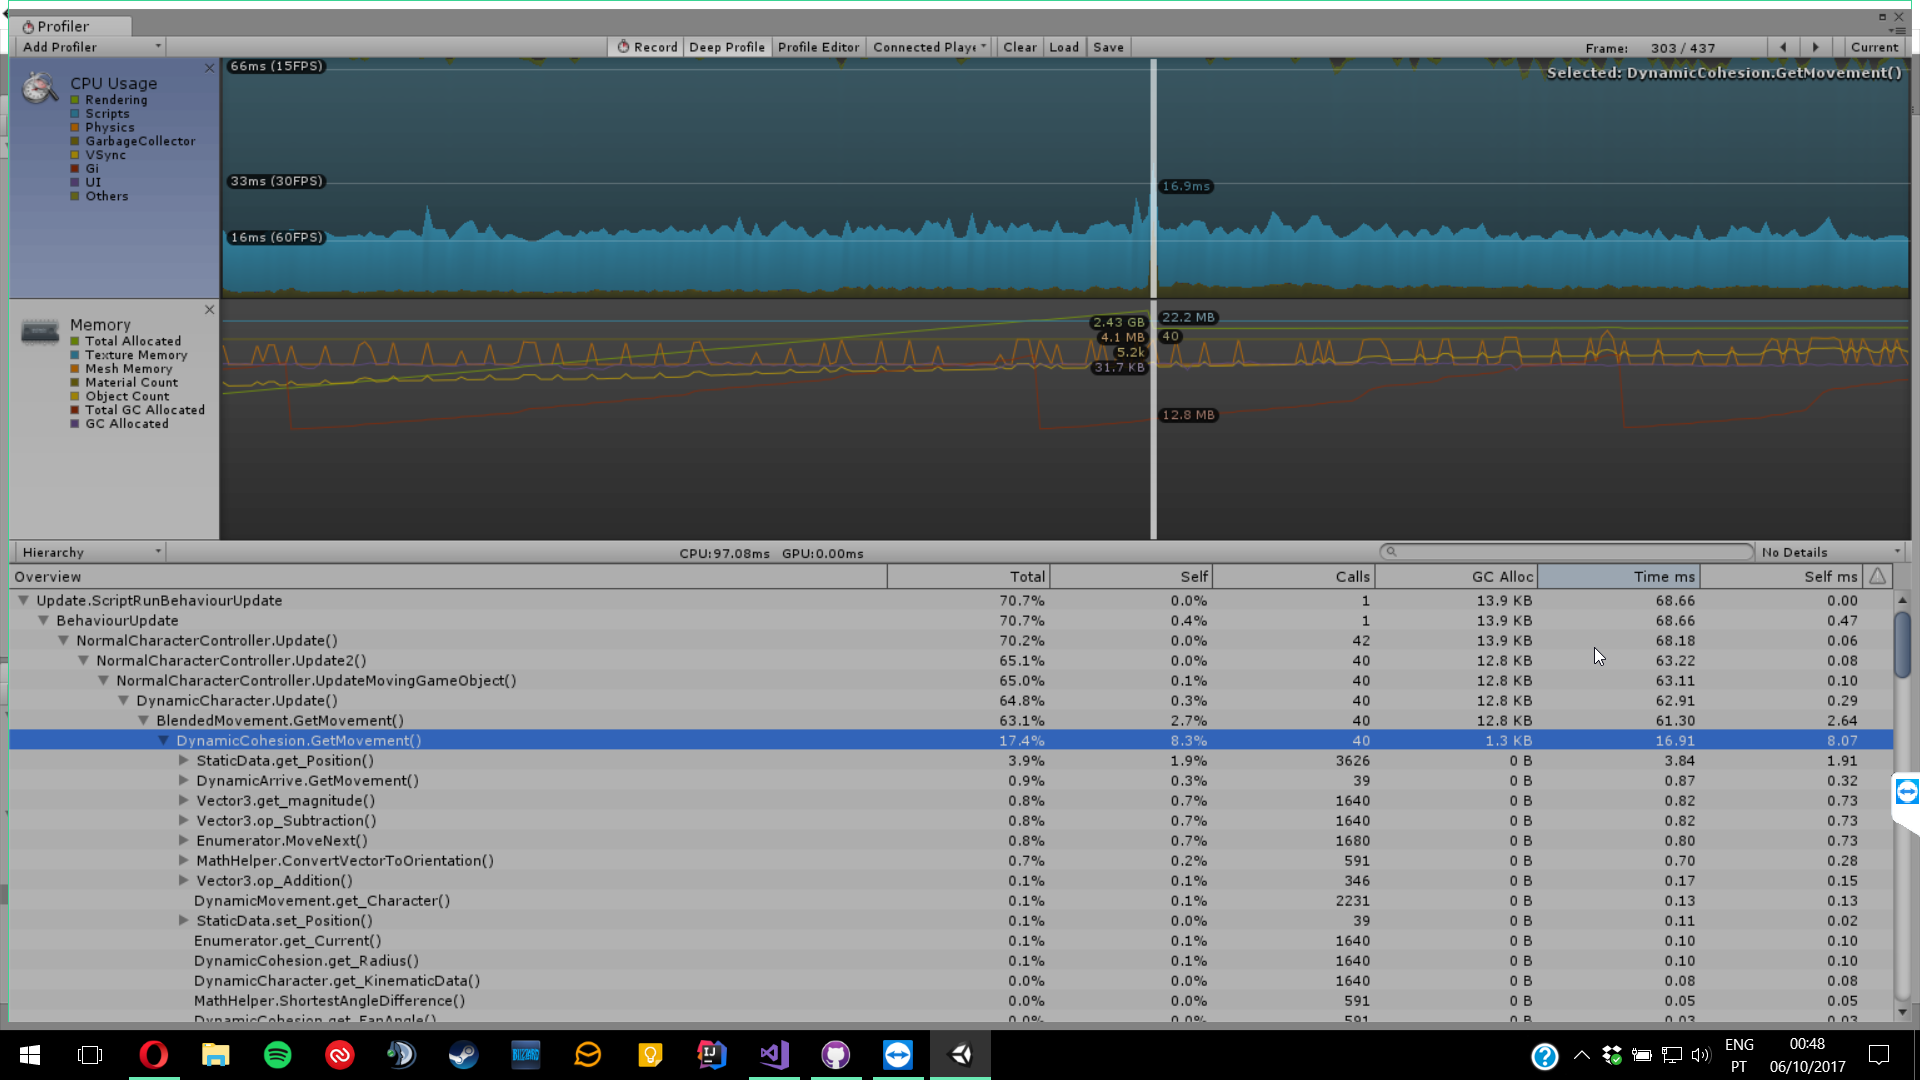 Profiler
Add Profiler
Record Deep Profile Profile Editor Connected Playe Clear Load Save Frame: 303 / 437 Current
CPU Usage
Rendering
Scripts
Physics
GarbageCollector
VSync
Gi
UI
Others
66ms (15FPS)
Selected: DynamicCohesion.GetMovement()
33ms (30FPS)
16.9ms
16ms (60FPS)
Memory
Total Allocated
Texture Memory
Mesh Memory
Material Count
Object Count
Total GC Allocated
GC Allocated
2.43 GB 22.2 MB
4.1 MB 40
5.2k
31.7 KB
12.8 MB
Hierarchy CPU:97.08ms GPU:0.00ms No Details
Overview Total Self Calls GC Alloc Time ms Self ms
Update.ScriptRunBehaviourUpdate 70.7% 0.0% 1 13.9 KB 68.66 0.00
BehaviourUpdate 70.7% 0.4% 1 13.9 KB 68.66 0.47
NormalCharacterController.Update() 70.2% 0.0% 42 13.9 KB 68.18 0.06
NormalCharacterController.Update2() 65.1% 0.0% 40 12.8 KB 63.22 0.08
NormalCharacterController.UpdateMovingGameObject() 65.0% 0.1% 40 12.8 KB 63.11 0.10
DynamicCharacter.Update() 64.8% 0.3% 40 12.8 KB 62.91 0.29
BlendedMovement.GetMovement() 63.1% 2.7% 40 12.8 KB 61.30 2.64
DynamicCohesion.GetMovement() 17.4% 8.3% 40 1.3 KB 16.91 8.07
StaticData.get_Position() 3.9% 1.9% 3626 0 B 3.84 1.91
DynamicArrive.GetMovement() 0.9% 0.3% 39 0 B 0.87 0.32
Vector3.get_magnitude() 0.8% 0.7% 1640 0 B 0.82 0.73
Vector3.op_Subtraction() 0.8% 0.7% 1640 0 B 0.82 0.73
Enumerator.MoveNext() 0.8% 0.7% 1680 0 B 0.80 0.73
MathHelper.ConvertVectorToOrientation() 0.7% 0.2% 591 0 B 0.70 0.28
Vector3.op_Addition() 0.1% 0.1% 346 0 B 0.17 0.15
DynamicMovement.get_Character() 0.1% 0.1% 2231 0 B 0.13 0.13
StaticData.set_Position() 0.1% 0.0% 39 0 B 0.11 0.02
Enumerator.get_Current() 0.1% 0.1% 1640 0 B 0.10 0.10
DynamicCohesion.get_Radius() 0.1% 0.1% 1640 0 B 0.10 0.10
DynamicCharacter.get_KinematicData() 0.0% 0.0% 1640 0 B 0.08 0.08
MathHelper.ShortestAngleDifference() 0.0% 0.0% 591 0 B 0.05 0.05
DynamicCohesion.get_FanAngle() 0.0% 0.0% 591 0 B 0.03 0.03
BLIZZARD
IJ
ENG 00:48
PT 06/10/2017